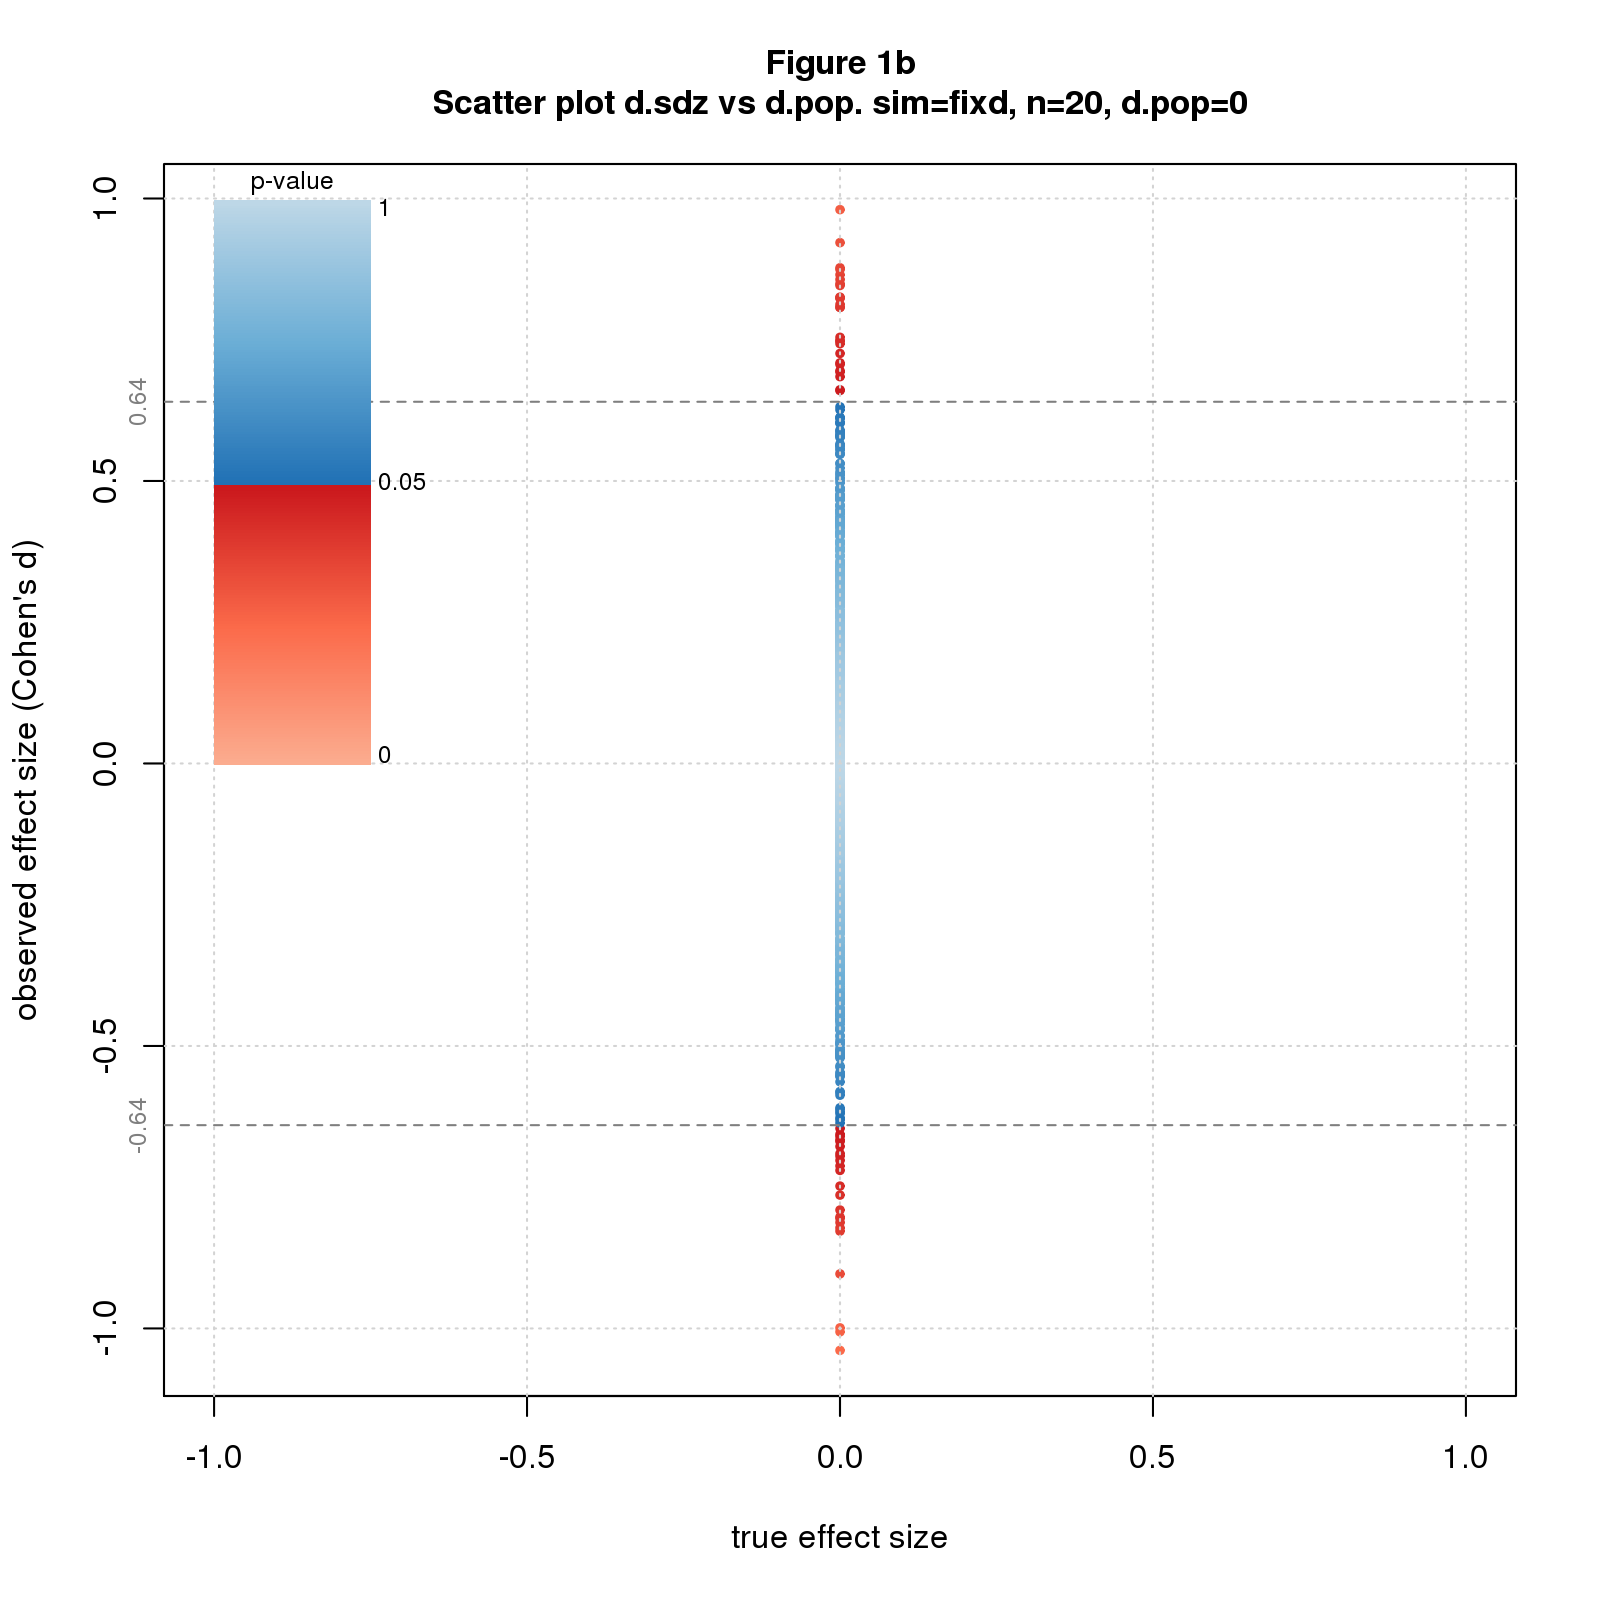 Figure 1b
Scatter plot d.sdz vs d.pop. sim=fixd, n=20, d.pop=0
p-value
1
0.05
0
1.0
0.64
0.5
0.0
-0.5
-0.64
-1.0
observed effect size (Cohen's d)
-1.0 -0.5 0.0 0.5 1.0
true effect size